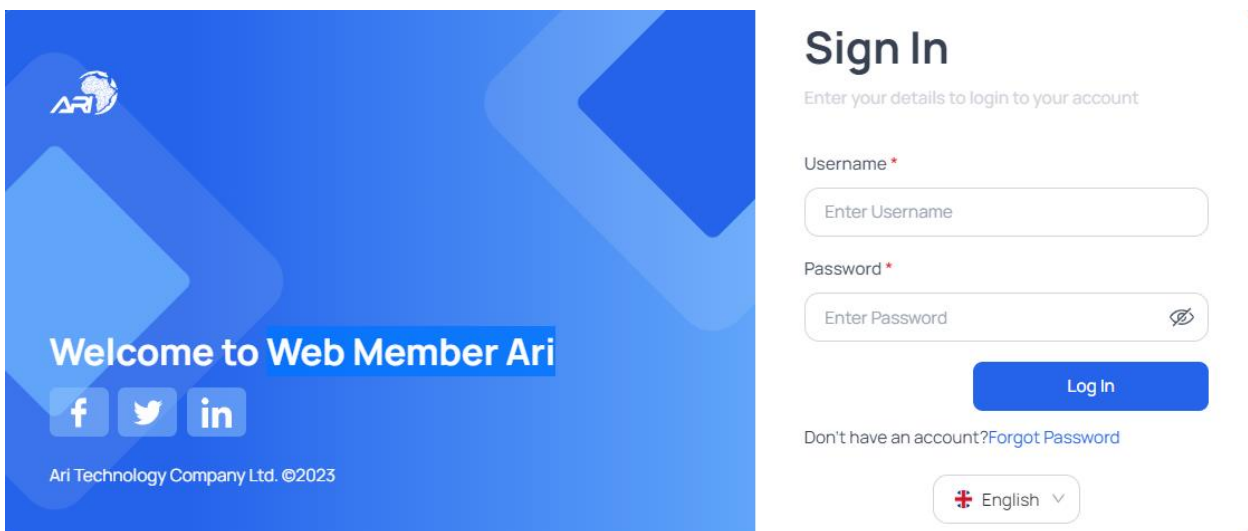 ARI
Welcome to Web Member Ari
f in
Ari Technology Company Ltd. ©2023
Sign In
Enter your details to login to your account
Username *
Enter Username
Password *
Enter Password
Log In
Don't have an account?Forgot Password
English